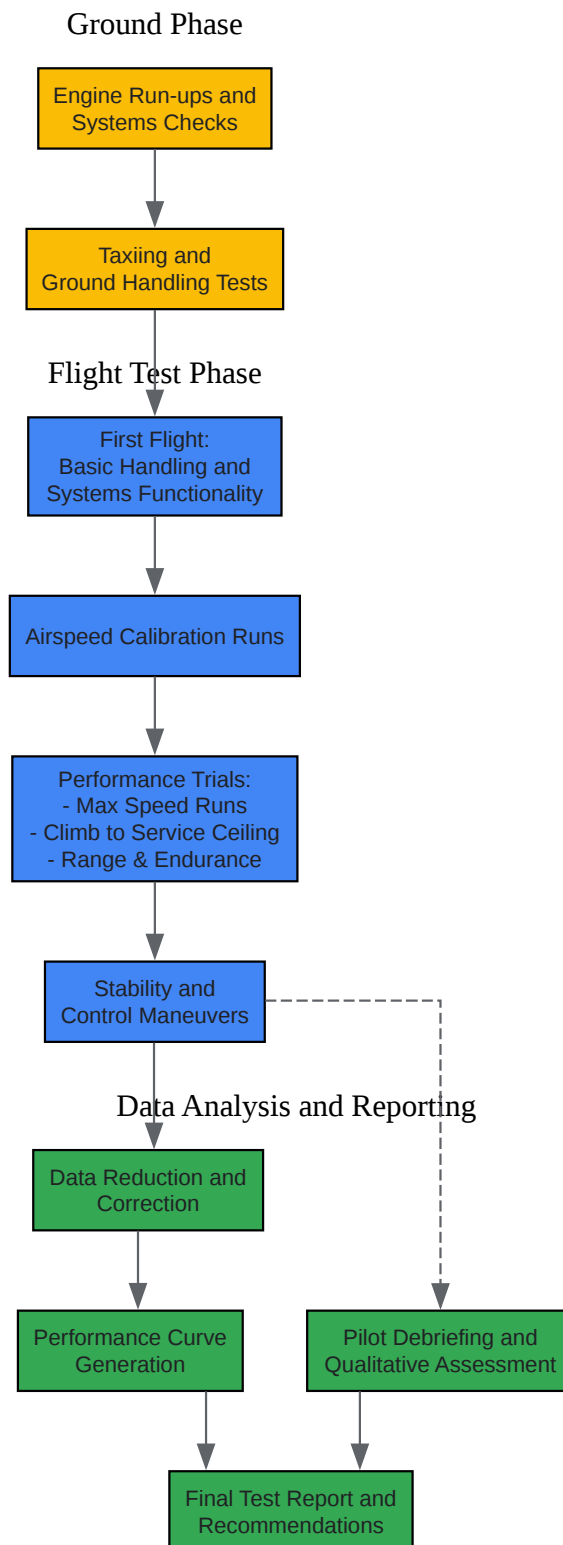 Ground Phase
Engine Run-ups and
Systems Checks
Taxiing and
Ground Handling Tests
Flight Test Phase
First Flight:
Basic Handling and
Systems Functionality
Airspeed Calibration Runs
Performance Trials:
- Max Speed Runs
- Climb to Service Ceiling
- Range & Endurance
Stability and
Control Maneuvers
Data Analysis and Reporting
Data Reduction and
Correction
Performance Curve
Generation
Pilot Debriefing and
Qualitative Assessment
Final Test Report and
Recommendations